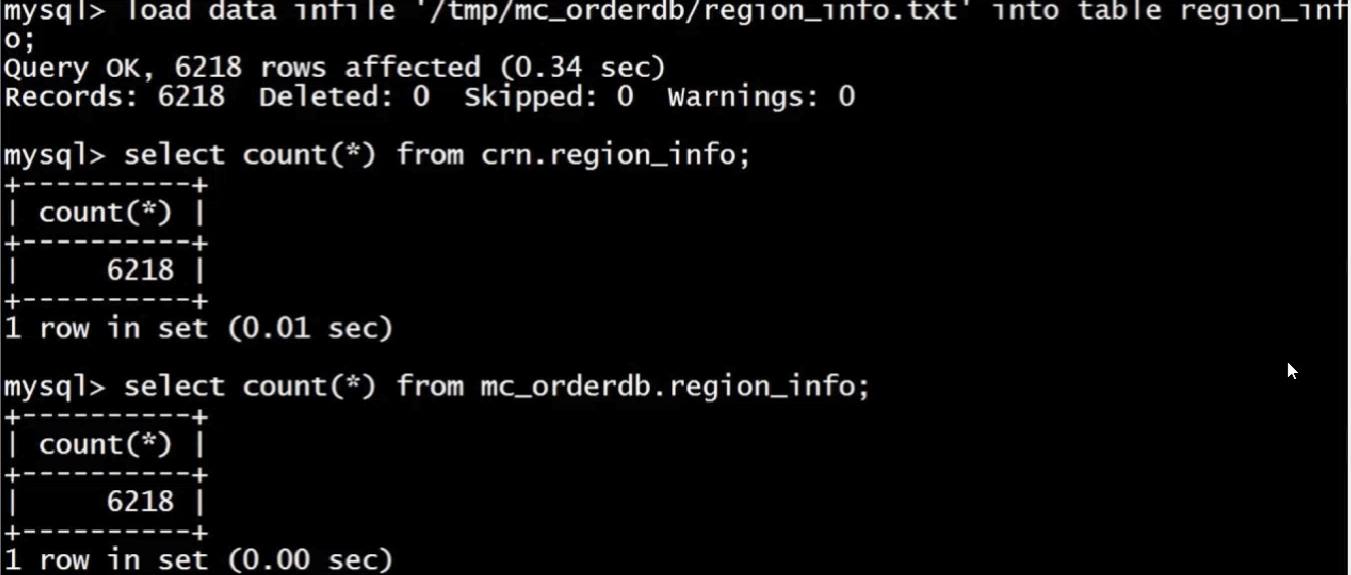 mysql> load data infile '/tmp/mc_orderdb/region_info.txt' into table region_inf
o;
Query OK, 6218 rows affected (0.34 sec)
Records: 6218  Deleted: 0  Skipped: 0  Warnings: 0
mysql> select count(*) from crn.region_info;
+----------+
| count(*) |
+----------+
|     6218 |
+----------+
1 row in set (0.01 sec)
mysql> select count(*) from mc_orderdb.region_info;
+----------+
| count(*) |
+----------+
|     6218 |
+----------+
1 row in set (0.00 sec)